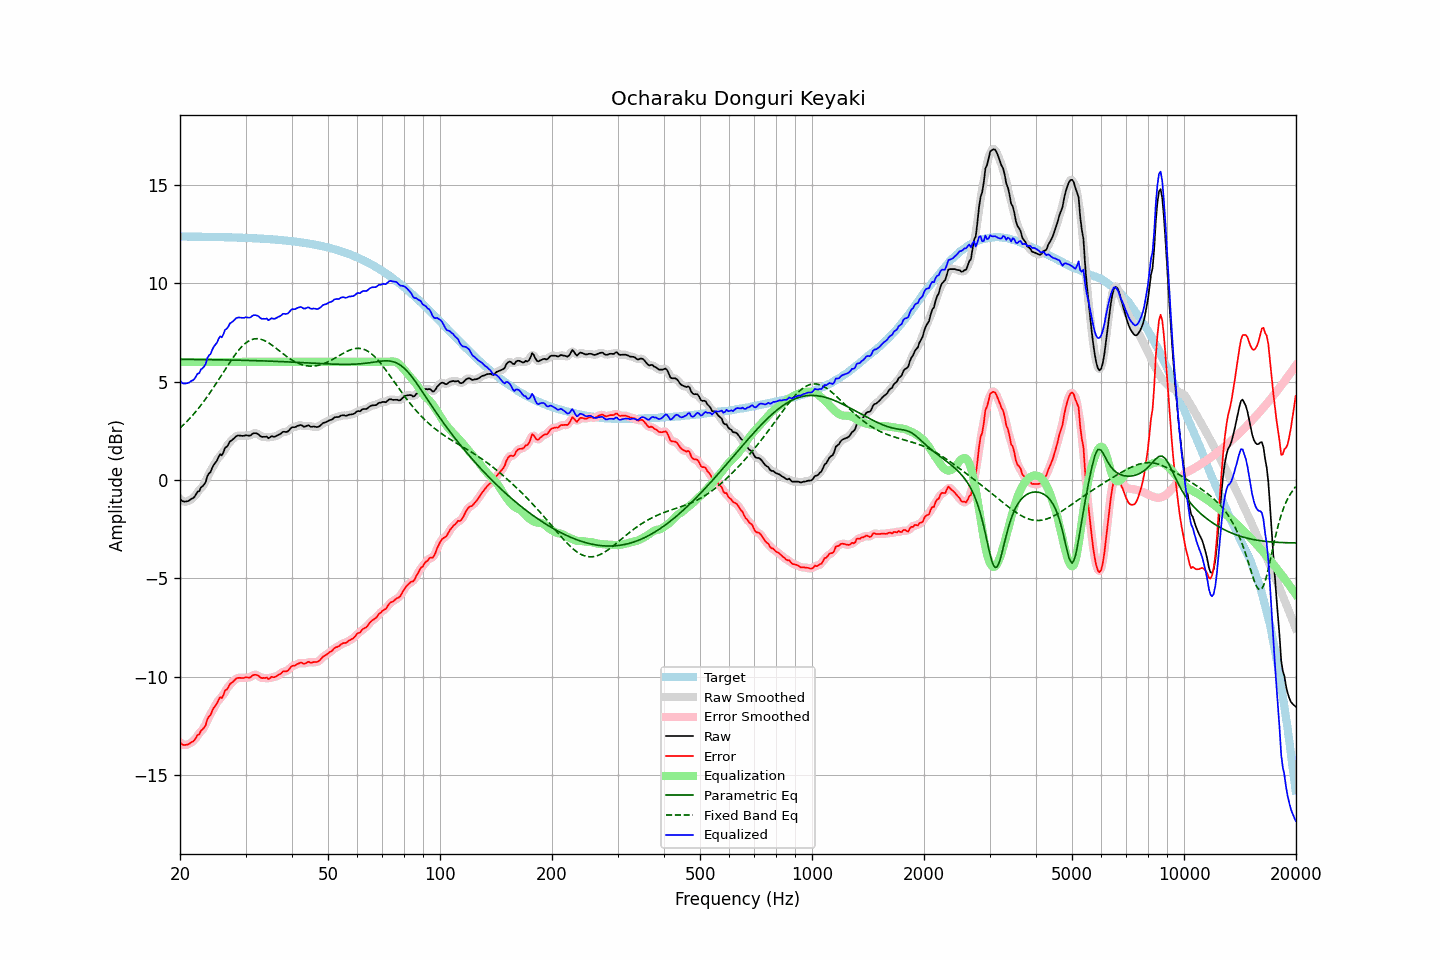 Ocharaku Donguri Keyaki
Amplitude (dBr)
15
10
5
0
−5
−10
−15
20
50
100
200
500
1000
2000
5000
10000
20000
Frequency (Hz)
Target
Raw Smoothed
Error Smoothed
Raw
Error
Equalization
Parametric Eq
Fixed Band Eq
Equalized